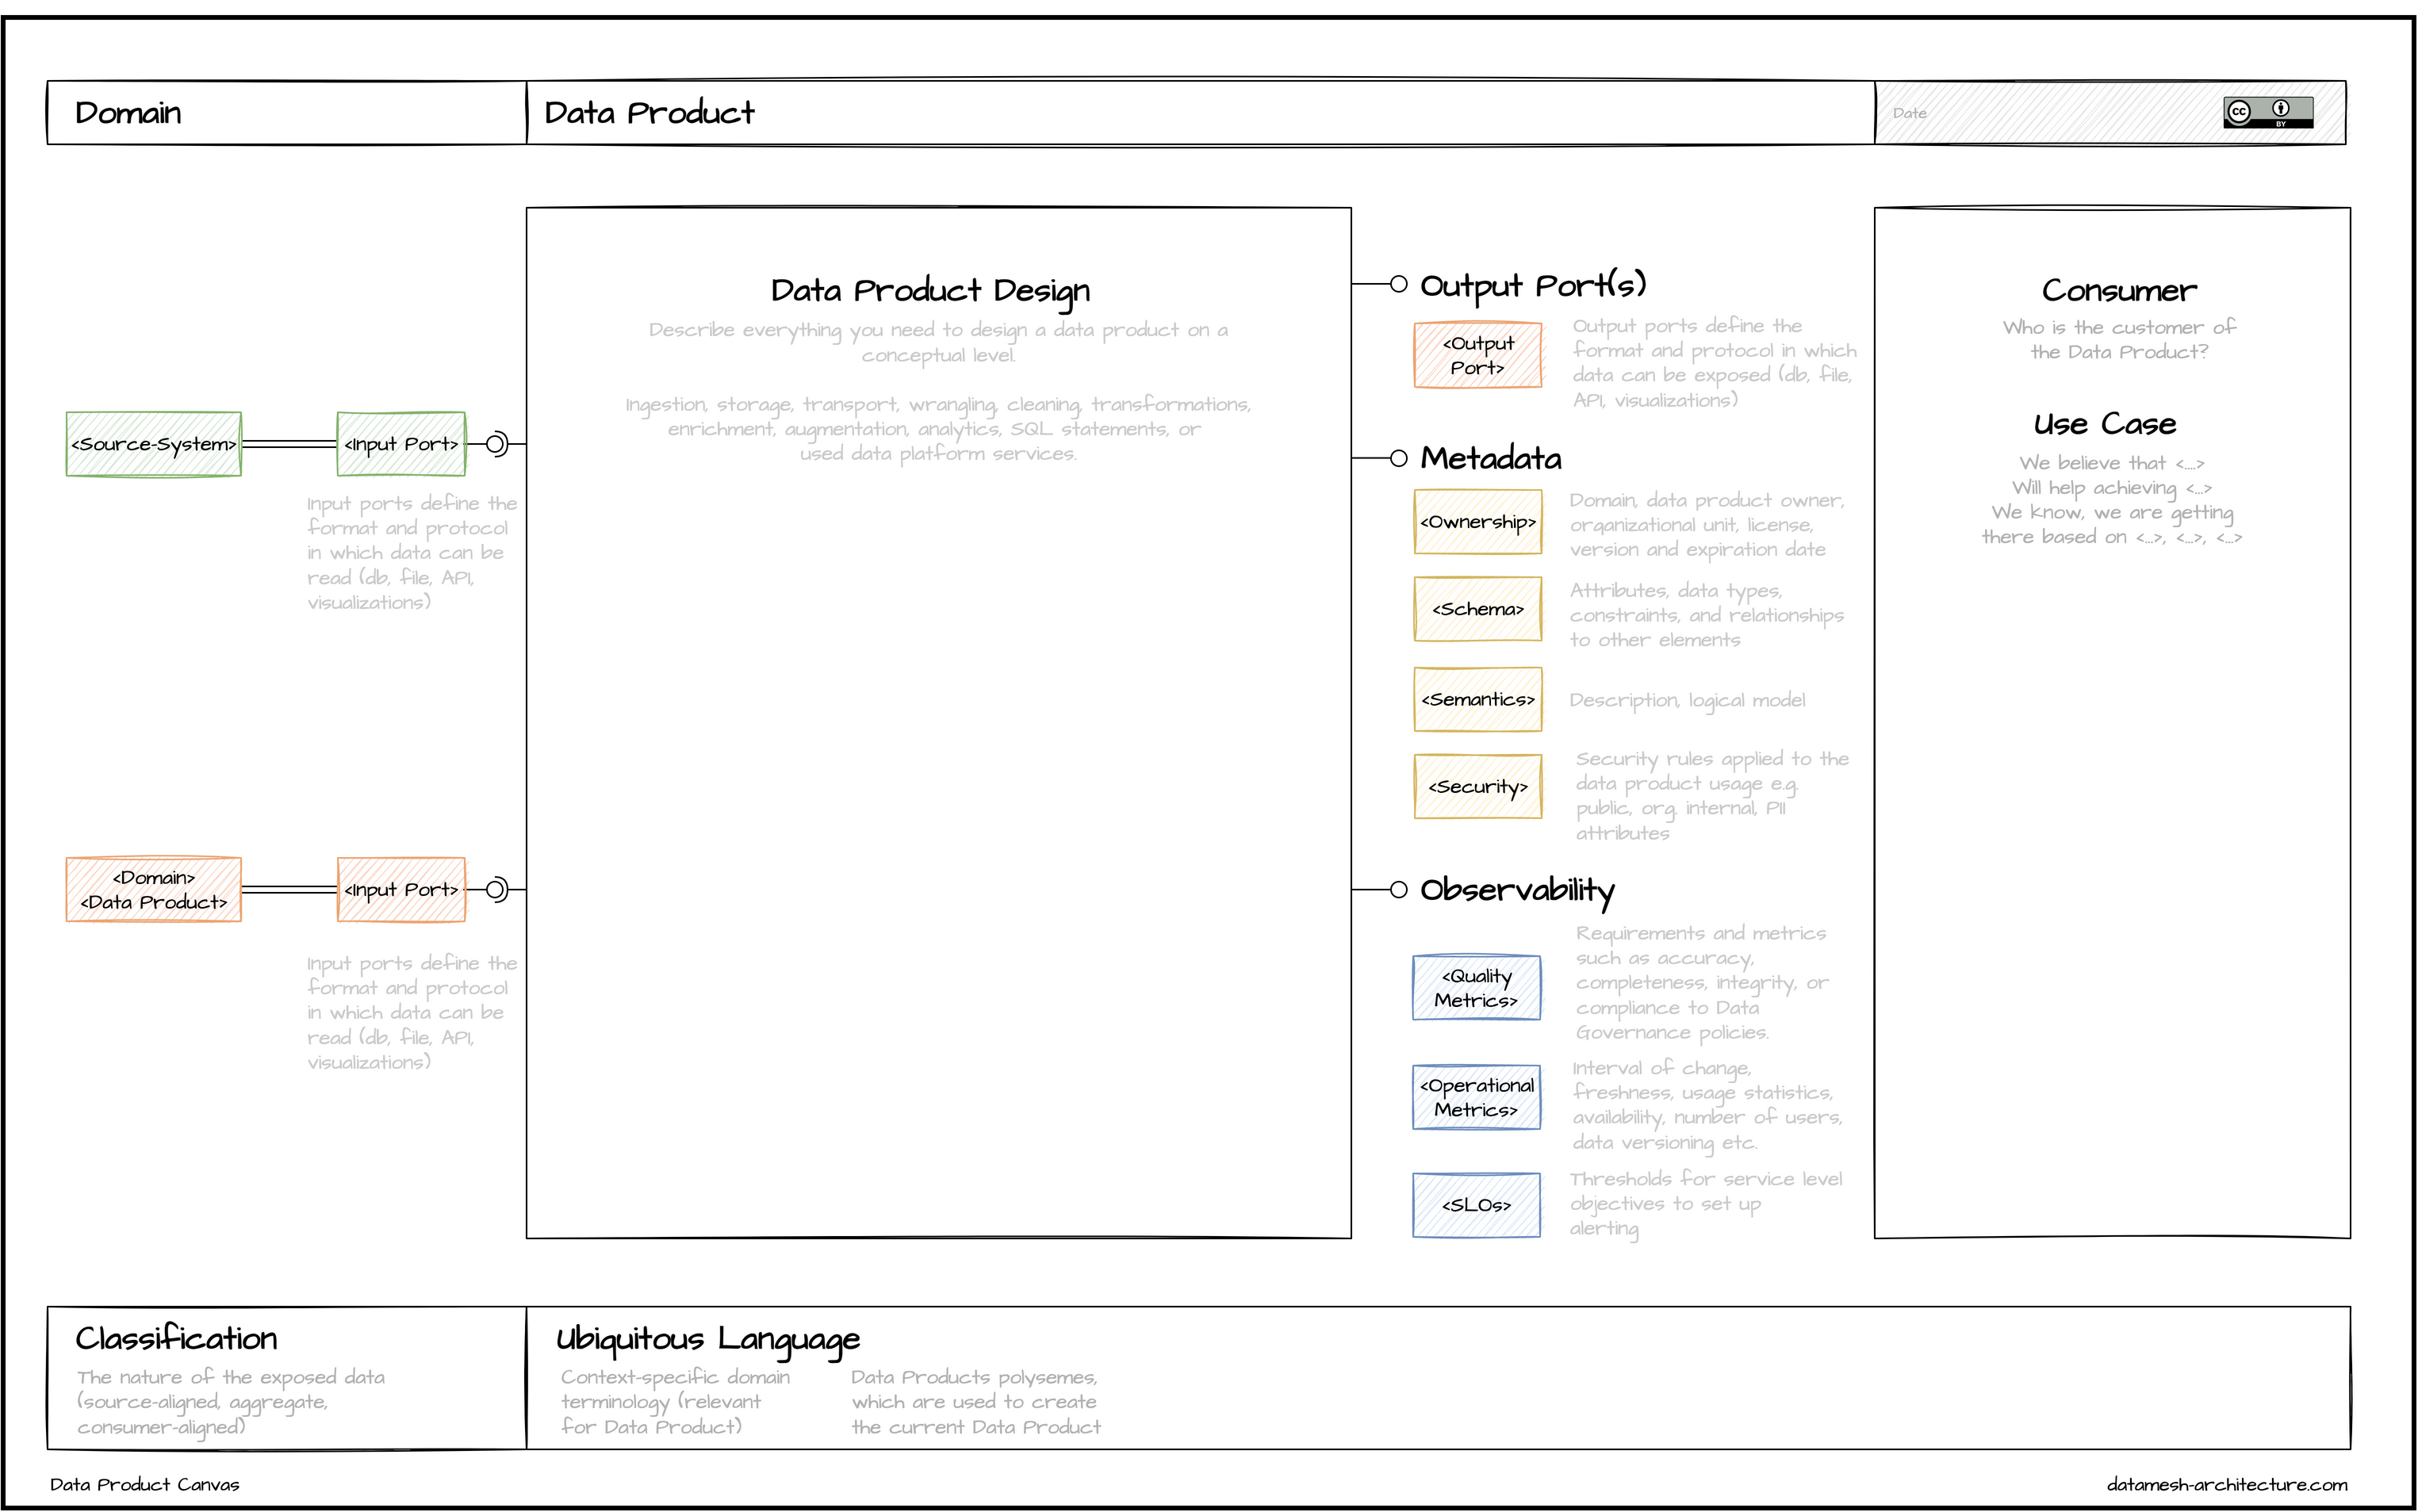 Domain
Data Product
Date
CC
BY
Data Product Design
Describe everything you need to design a data product on a
conceptual level.
Ingestion, storage, transport, wrangling, cleaning, transformations,
enrichment, augmentation, analytics, SQL statements, or
used data platform services.
<Source-System>
<Input Port>
Input ports define the
format and protocol
in which data can be
read (db, file, API,
visualizations)
<Domain>
<Data Product>
<Input Port>
Input ports define the
format and protocol
in which data can be
read (db, file, API,
visualizations)
Output Port(s)
<Output
Port>
Output ports define the
format and protocol in which
data can be exposed (db, file,
API, visualizations)
Metadata
<Ownership>
Domain, data product owner,
organizational unit, license,
version and expiration date
<Schema>
Attributes, data types,
constraints, and relationships
to other elements
<Semantics>
Description, logical model
<Security>
Security rules applied to the
data product usage e.g.
public, org. internal, PII
attributes
Observability
<Quality
Metrics>
Requirements and metrics
such as accuracy,
completeness, integrity, or
compliance to Data
Governance policies.
<Operational
Metrics>
Interval of change,
freshness, usage statistics,
availability, number of users,
data versioning etc.
<SLOs>
Thresholds for service level
objectives to set up
alerting
Consumer
Who is the customer of
the Data Product?
Use Case
We believe that <....>
Will help achieving <...>
We know, we are getting
there based on <...>, <...>, <...>
Classification
The nature of the exposed data
(source-aligned, aggregate,
consumer-aligned)
Ubiquitous Language
Context-specific domain
terminology (relevant
for Data Product)
Data Products polysemes,
which are used to create
the current Data Product
Data Product Canvas
datamesh-architecture.com